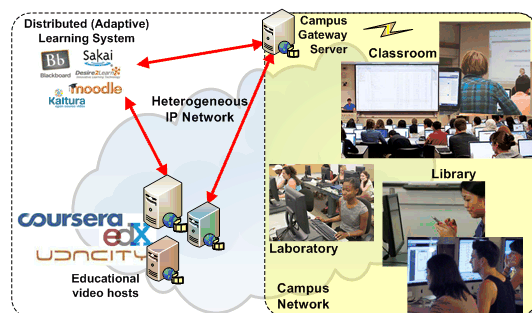 Distributed (Adaptive)
Learning System
Bb
Blackboard
Sakai
Desire2Learn
moodle
Kaltura
Campus
Gateway
Server
Classroom
Heterogeneous
IP Network
Library
Laboratory
coursera
edX
UDACITY
Educational
video hosts
Campus
Network